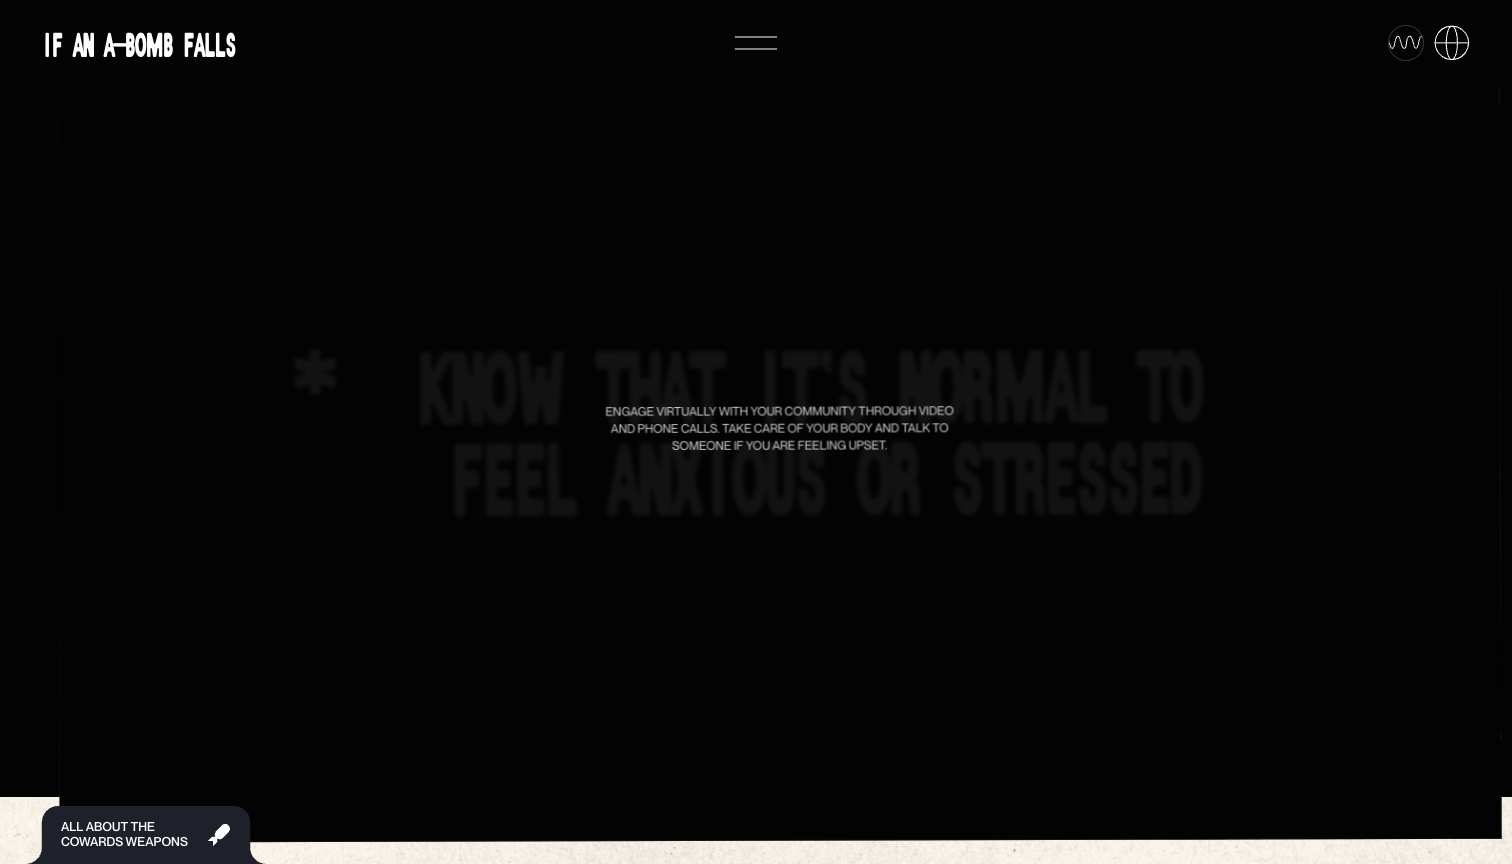 IF AN A-BOMB FALLS
* KNOW THAT IT'S NORMAL TO
FEEL ANXIOUS OR STRESSED
ENGAGE VIRTUALLY WITH YOUR COMMUNITY THROUGH VIDEO
AND PHONE CALLS. TAKE CARE OF YOUR BODY AND TALK TO
SOMEONE IF YOU ARE FEELING UPSET.
ALL ABOUT THE
COWARDS WEAPONS